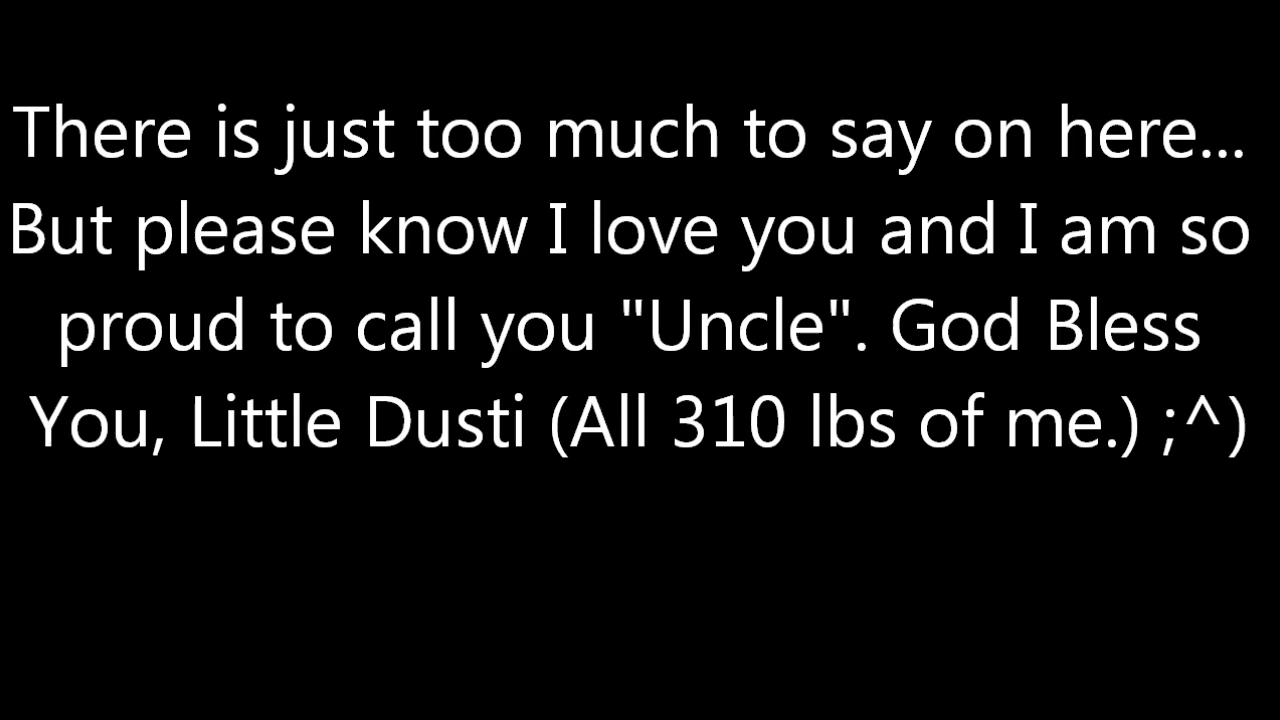 There is just too much to say on here...
But please know I love you and I am so
proud to call you "Uncle". God Bless
You, Little Dusti (All 310 lbs of me.) ;^)